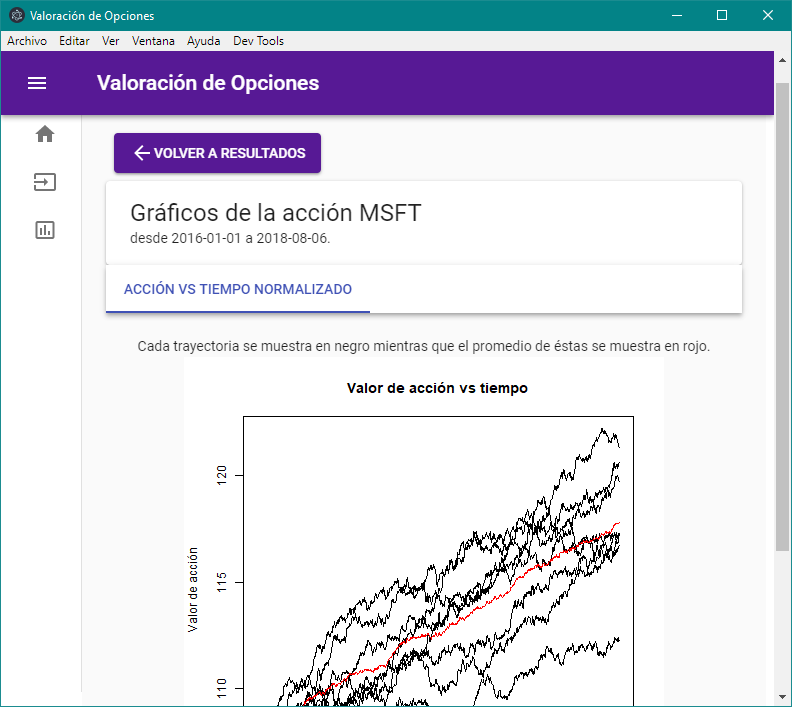 Valoración de Opciones
Archivo Editar Ver Ventana Ayuda Dev Tools
Valoración de Opciones
VOLVER A RESULTADOS
Gráficos de la acción MSFT
desde 2016-01-01 a 2018-08-06.
ACCIÓN VS TIEMPO NORMALIZADO
Cada trayectoria se muestra en negro mientras que el promedio de éstas se muestra en rojo.
Valor de acción vs tiempo
120
115
110
Valor de acción